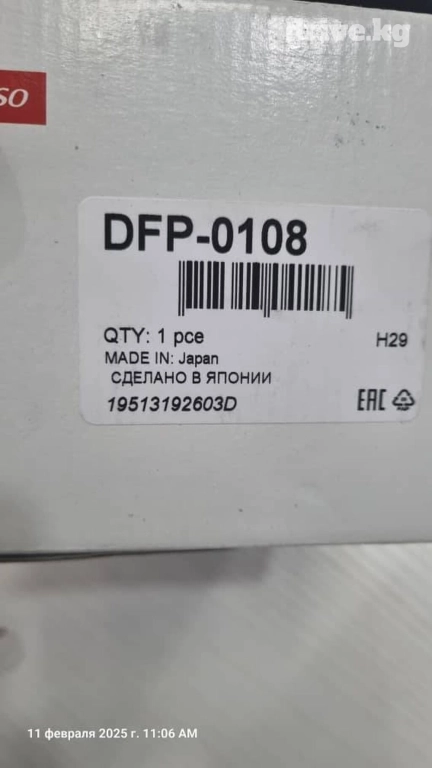 SO
DFP-0108
QTY: 1 pce
H29
MADE IN: Japan
СДЕЛАНО В ЯПОНИИ
19513192603D
EAC
11 февраля 2025 г. 11:06 AM